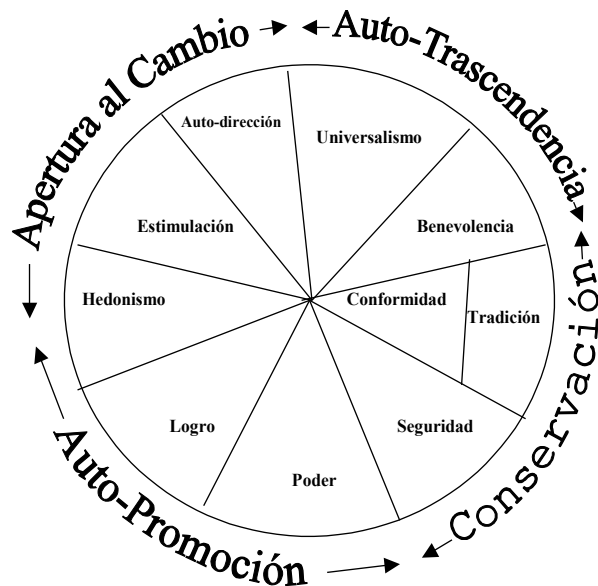 Apertura al Cambio
Auto-Trascendencia
Auto-dirección
Universalismo
Estimulación
Benevolencia
Hedonismo
Conformidad
Tradición
Logro
Seguridad
Poder
Auto-Promoción
Conservación